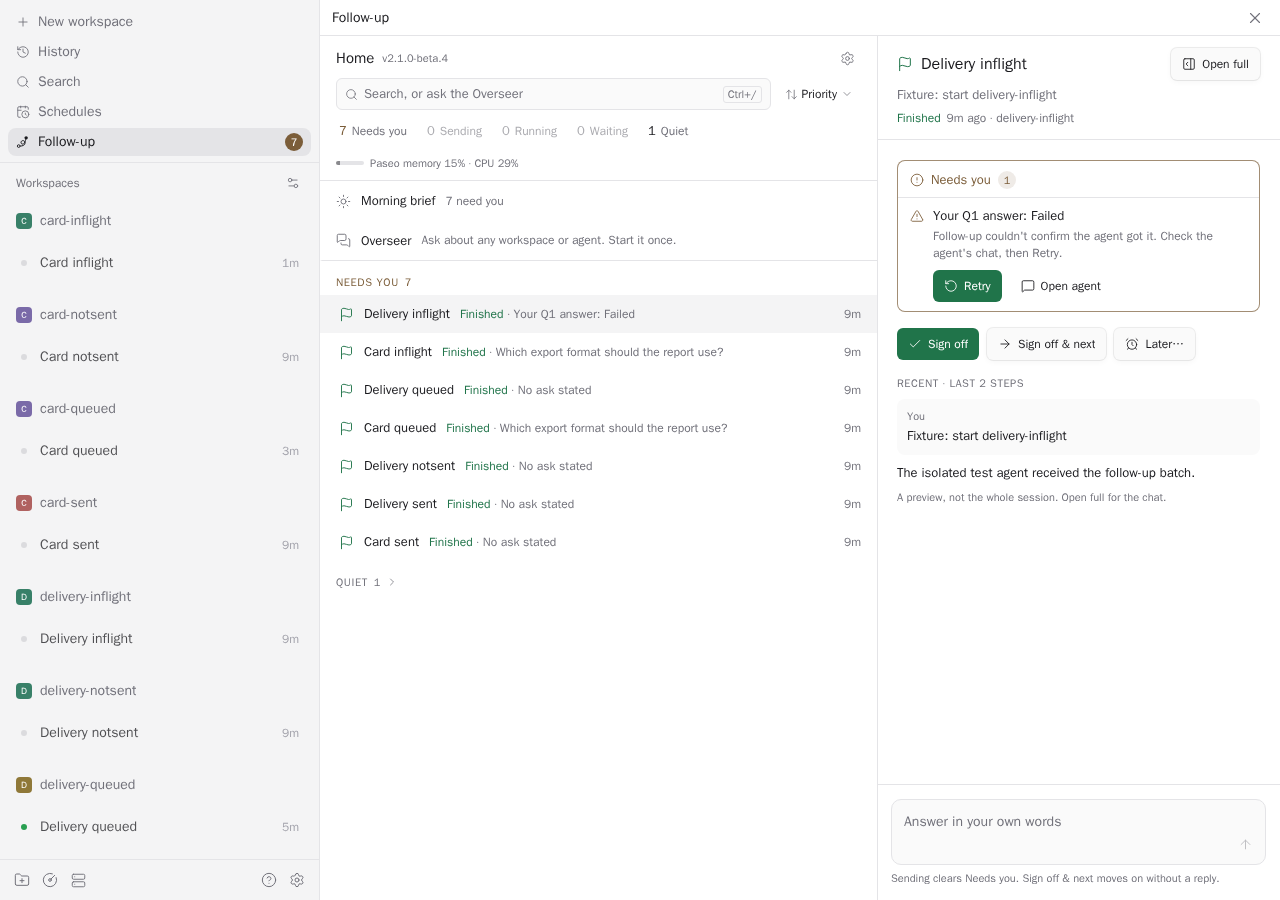 New workspace
History
Search
Schedules
Follow-up 7
Workspaces
C card-inflight
Card inflight 1m
C card-notsent
Card notsent 9m
C card-queued
Card queued 3m
C card-sent
Card sent 9m
D delivery-inflight
Delivery inflight 9m
D delivery-notsent
Delivery notsent 9m
D delivery-queued
Delivery queued 5m
Follow-up
Home v2.1.0-beta.4
Search, or ask the Overseer Ctrl+/ Priority
7 Needs you 0 Sending 0 Running 0 Waiting 1 Quiet
Paseo memory 15% · CPU 29%
Morning brief 7 need you
Overseer Ask about any workspace or agent. Start it once.
NEEDS YOU 7
Delivery inflight Finished · Your Q1 answer: Failed 9m
Card inflight Finished · Which export format should the report use? 9m
Delivery queued Finished · No ask stated 9m
Card queued Finished · Which export format should the report use? 9m
Delivery notsent Finished · No ask stated 9m
Delivery sent Finished · No ask stated 9m
Card sent Finished · No ask stated 9m
QUIET 1
Delivery inflight Open full
Fixture: start delivery-inflight
Finished 9m ago · delivery-inflight
Needs you 1
Your Q1 answer: Failed
Follow-up couldn't confirm the agent got it. Check the
agent's chat, then Retry.
Retry Open agent
Sign off Sign off & next Later···
RECENT · LAST 2 STEPS
You
Fixture: start delivery-inflight
The isolated test agent received the follow-up batch.
A preview, not the whole session. Open full for the chat.
Answer in your own words
Sending clears Needs you. Sign off & next moves on without a reply.